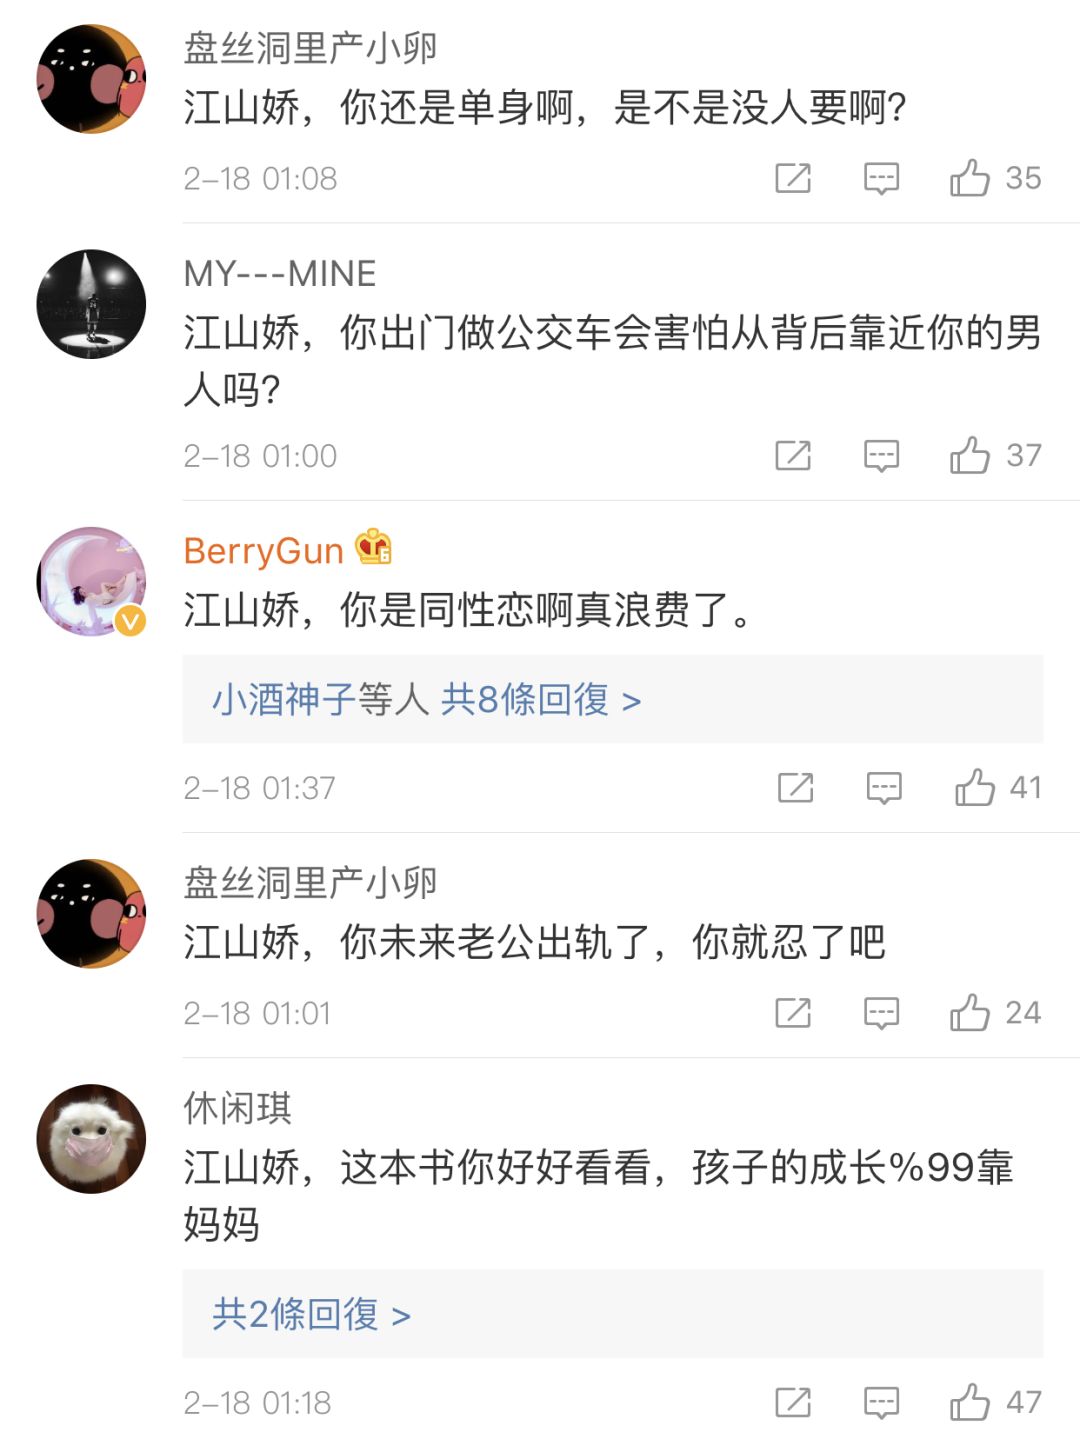 盘丝洞里产小卵
江山娇，你还是单身啊，是不是没人要啊?
2-18 01:08
35
MY---MINE
江山娇，你出门做公交车会害怕从背后靠近你的男
人吗?
2-18 01:00
37
BerryGun 6
江山娇，你是同性恋啊真浪费了。
小酒神子等人 共8條回復 >
2-18 01:37
41
盘丝洞里产小卵
江山娇，你未来老公出轨了，你就忍了吧
2-18 01:01
24
休闲琪
江山娇，这本书你好好看看，孩子的成长%99靠
妈妈
共2條回復 >
2-18 01:18
47